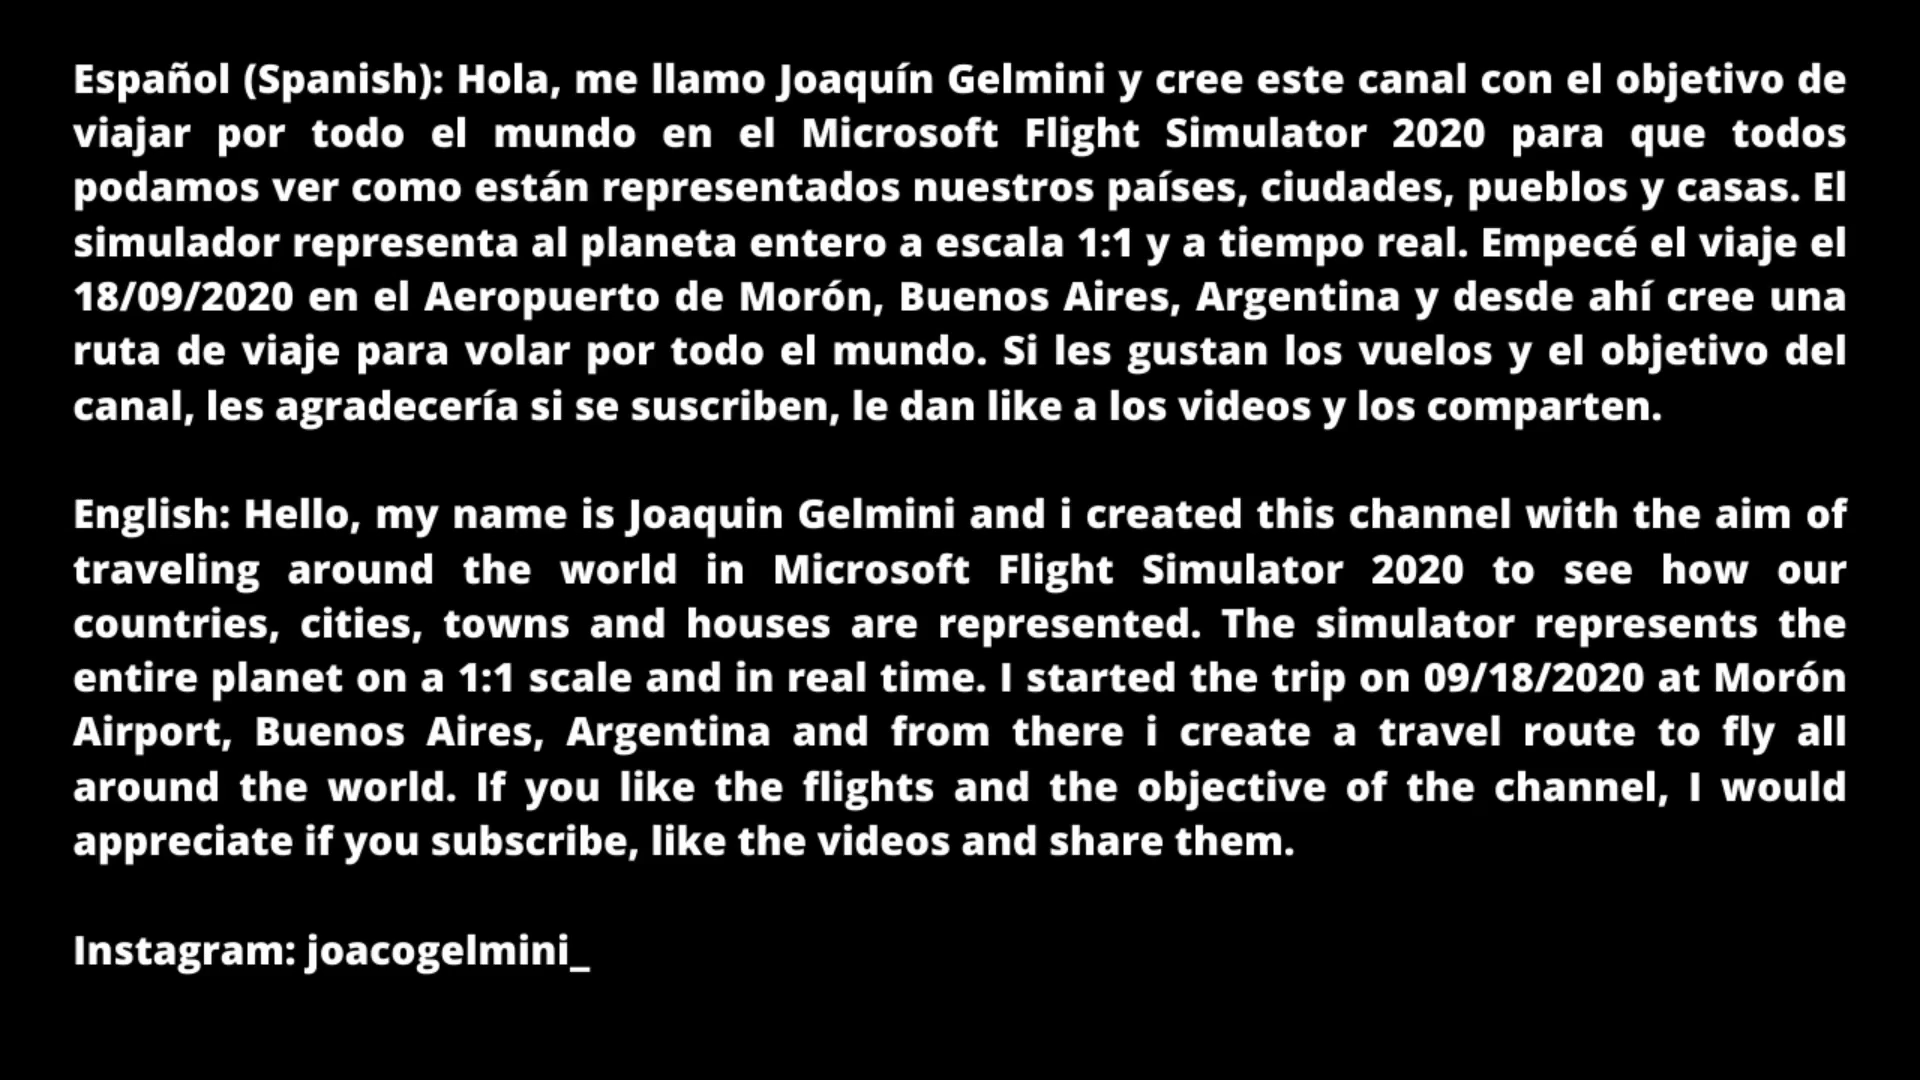 Español (Spanish): Hola, me llamo Joaquín Gelmini y cree este canal con el objetivo de
viajar por todo el mundo en el Microsoft Flight Simulator 2020 para que todos
podamos ver como están representados nuestros países, ciudades, pueblos y casas. El
simulador representa al planeta entero a escala 1:1 y a tiempo real. Empecé el viaje el
18/09/2020 en el Aeropuerto de Morón, Buenos Aires, Argentina y desde ahí cree una
ruta de viaje para volar por todo el mundo. Si les gustan los vuelos y el objetivo del
canal, les agradecería si se suscriben, le dan like a los videos y los comparten.

English: Hello, my name is Joaquin Gelmini and i created this channel with the aim of
traveling around the world in Microsoft Flight Simulator 2020 to see how our
countries, cities, towns and houses are represented. The simulator represents the
entire planet on a 1:1 scale and in real time. I started the trip on 09/18/2020 at Morón
Airport, Buenos Aires, Argentina and from there i create a travel route to fly all
around the world. If you like the flights and the objective of the channel, I would
appreciate if you subscribe, like the videos and share them.

Instagram: joacogelmini_